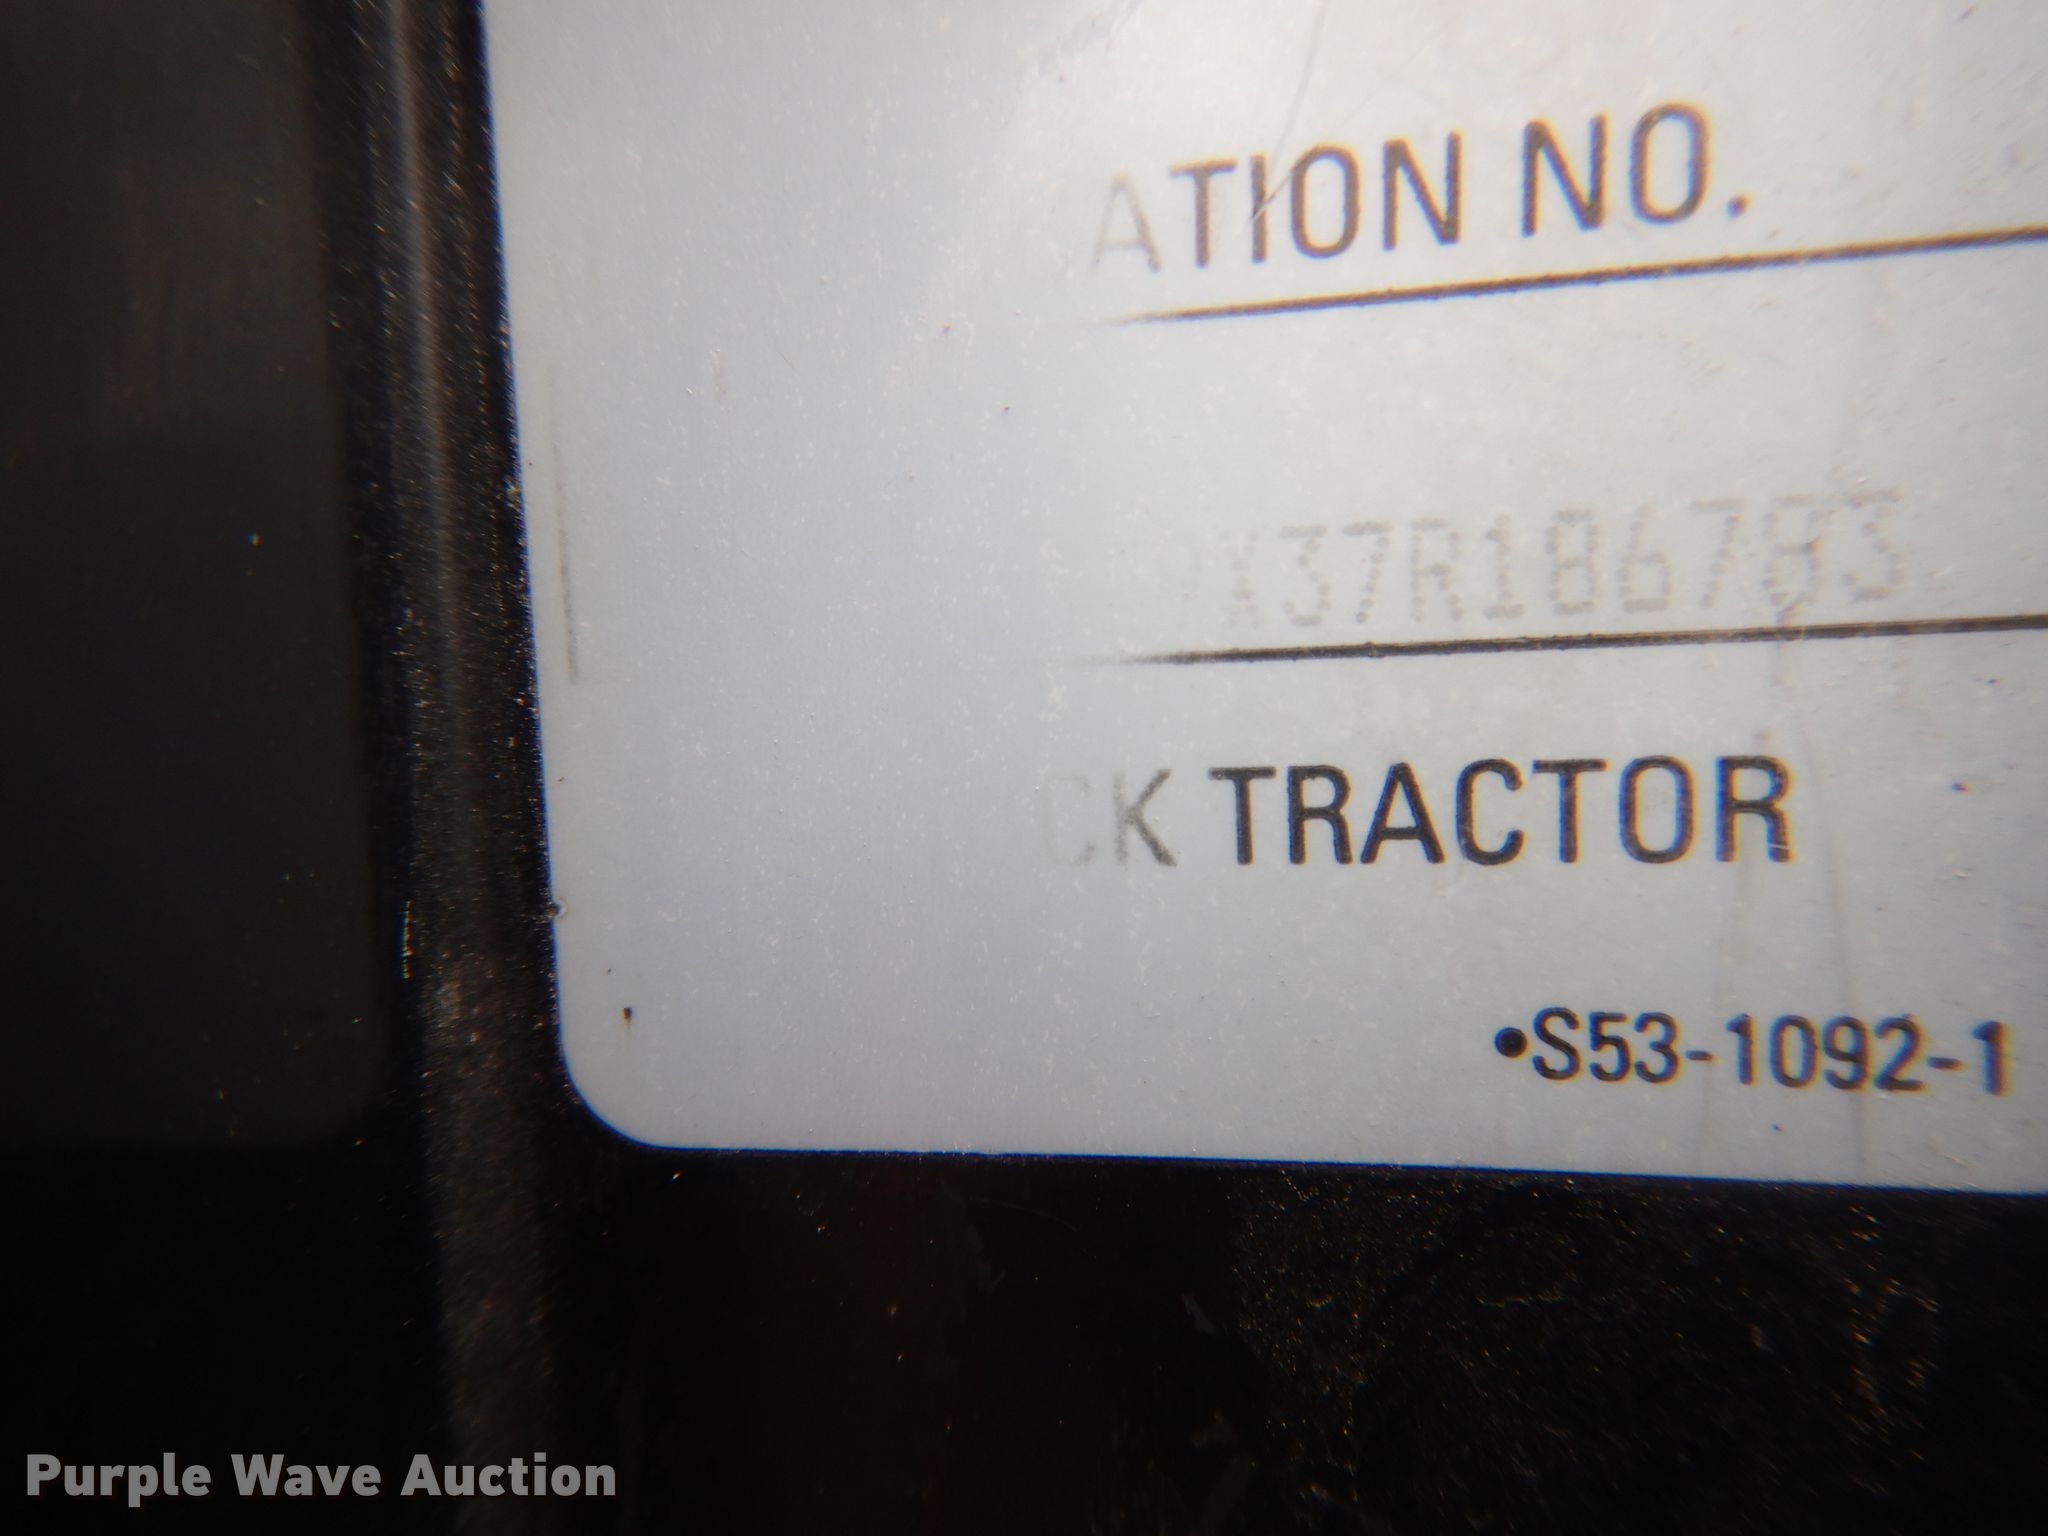 ATION NO.
X37R186783
CK TRACTOR
•S53-1092-1
Purple Wave Auction